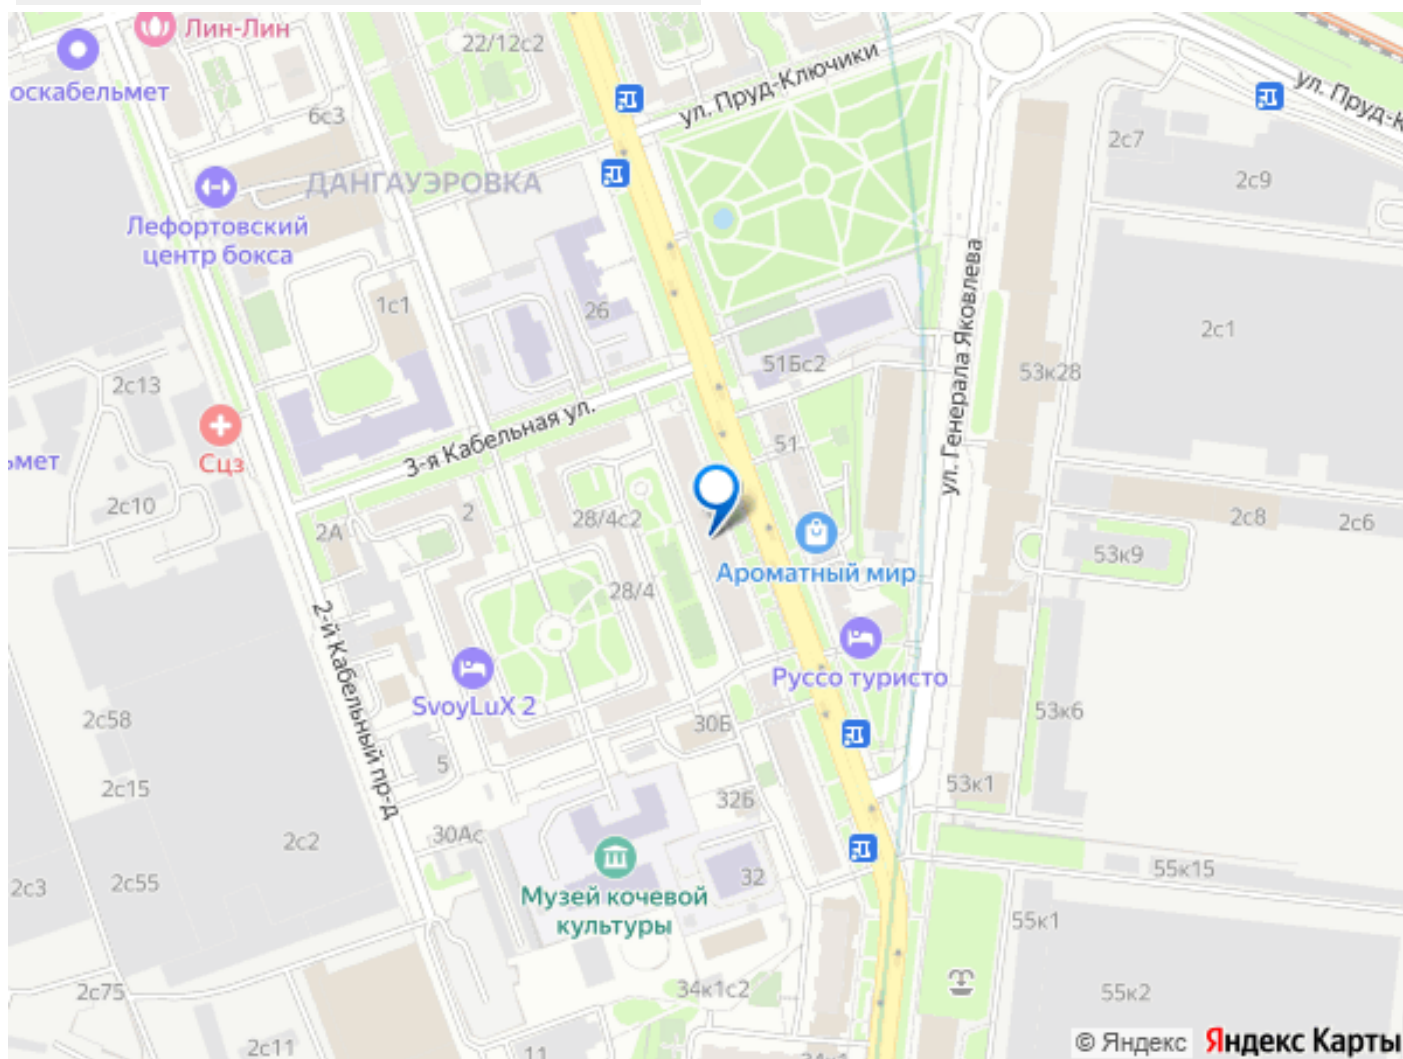 Лин-Лин
22/12с2
оскабельмет
ул. Пруд-Ключики
ул. Пруд-К
6с3
2с7
ДАНГАУЭРОВКА
2с9
Лефортовский
центр бокса
1с1
26
ул. Генерала Яковлева
2с1
51Бс2
53к28
2с13
3-я Кабельная ул.
51
ьмет
Сцз
2с10
2
28/4с2
2А
2с8
2с6
53к9
Ароматный мир
28/4
2-й Кабельный пр-д
Руссо туристо
SvoyLuX 2
2с58
30Б
53к6
5
2с15
53к1
32Б
30Ас
2с2
55к15
2с3
2с55
32
Музей кочевой
культуры
55к1
2с75
34к1с2
55к2
2с11
11
34к1
© Яндекс Яндекс Карты